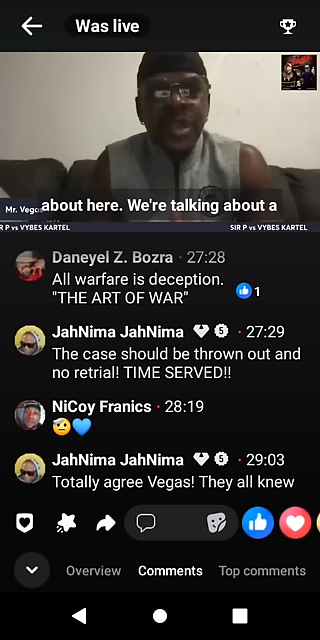 Was live
about here. We're talking about a
Mr. Vegas
R P vs VYBES KARTEL
SIR P vs VYBES KARTEL
Daneyel Z. Bozra · 27:28
All warfare is deception.
"THE ART OF WAR"
1
JahNima JahNima 5 · 27:29
The case should be thrown out and
no retrial! TIME SERVED!!
NiCoy Franics · 28:19
🤕💙
JahNima JahNima 5 · 29:03
Totally agree Vegas! They all knew
Overview Comments Top comments